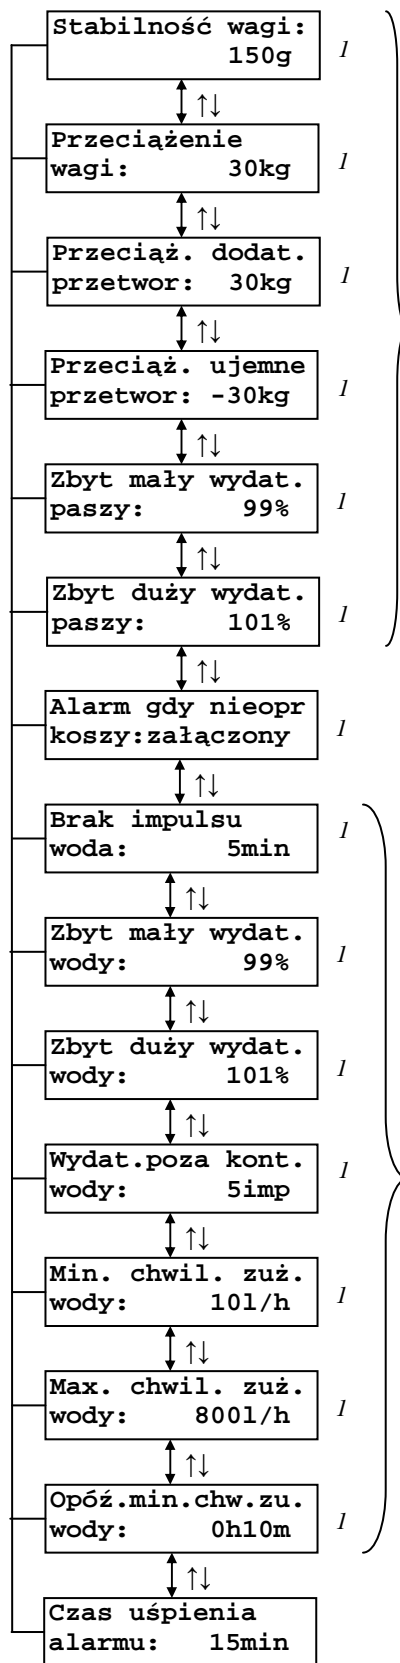 Stabilność wagi:
150g
1
↑↓
Przeciążenie
wagi: 30kg
1
↑↓
Przeciąż. dodat.
przetwor: 30kg
1
↑↓
Przeciąż. ujemne
przetwor: -30kg
1
↑↓
Zbyt mały wydat.
paszy: 99%
1
↑↓
Zbyt duży wydat.
paszy: 101%
1
↑↓
Alarm gdy nieopr
koszy:załączony
1
↑↓
Brak impulsu
woda: 5min
1
↑↓
Zbyt mały wydat.
wody: 99%
1
↑↓
Zbyt duży wydat.
wody: 101%
1
↑↓
Wydat.poza kont.
wody: 5imp
1
↑↓
Min. chwil. zuż.
wody: 10l/h
1
↑↓
Max. chwil. zuż.
wody: 800l/h
1
↑↓
Opóź.min.chw.zu.
wody: 0h10m
1
↑↓
Czas uśpienia
alarmu: 15min